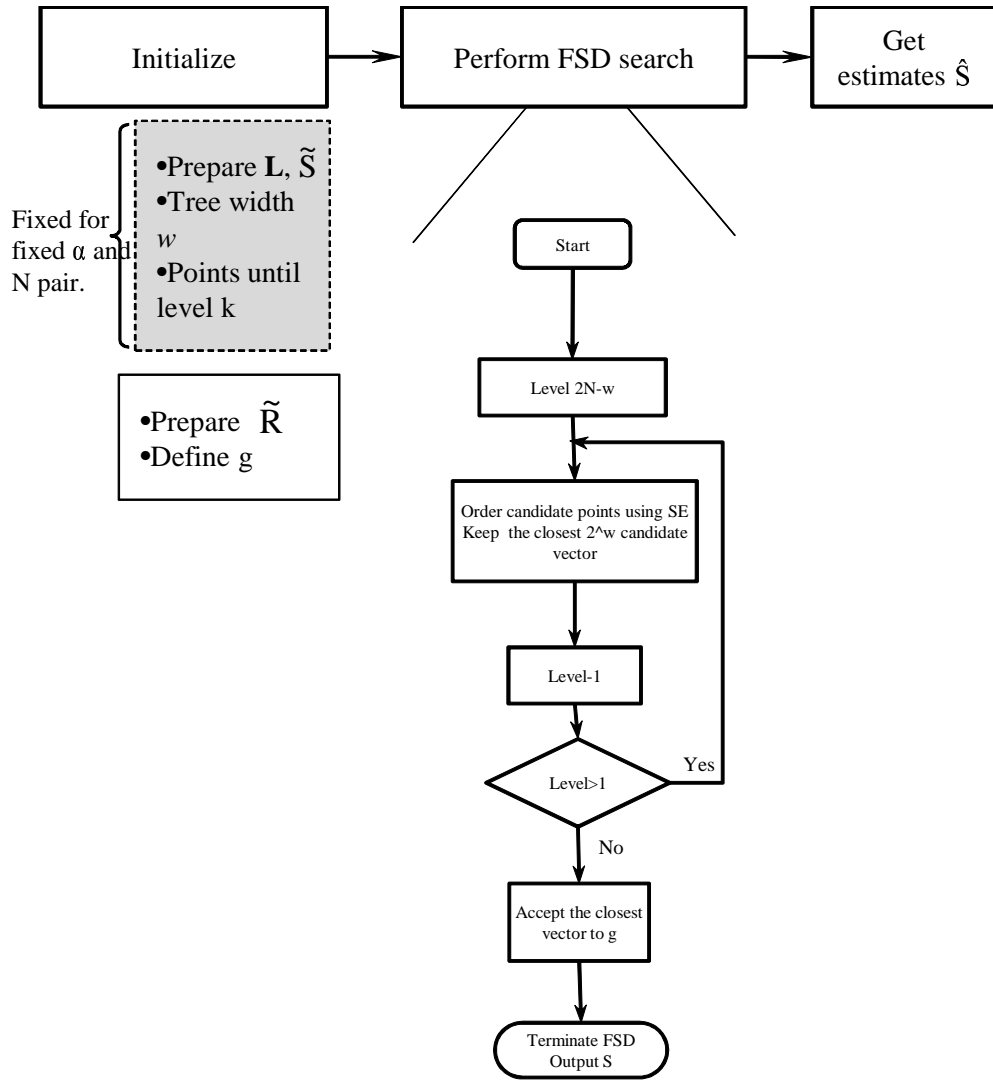 Initialize
Perform FSD search
Get
estimates Ŝ
Fixed for
fixed α and
N pair.
•Prepare L, S̃
•Tree width
w
•Points until
level k
•Prepare R̃
•Define g
Start
Level 2N-w
Order candidate points using SE
Keep the closest 2^w candidate
vector
Level-1
Level>1
Yes
No
Accept the closest
vector to g
Terminate FSD
Output S